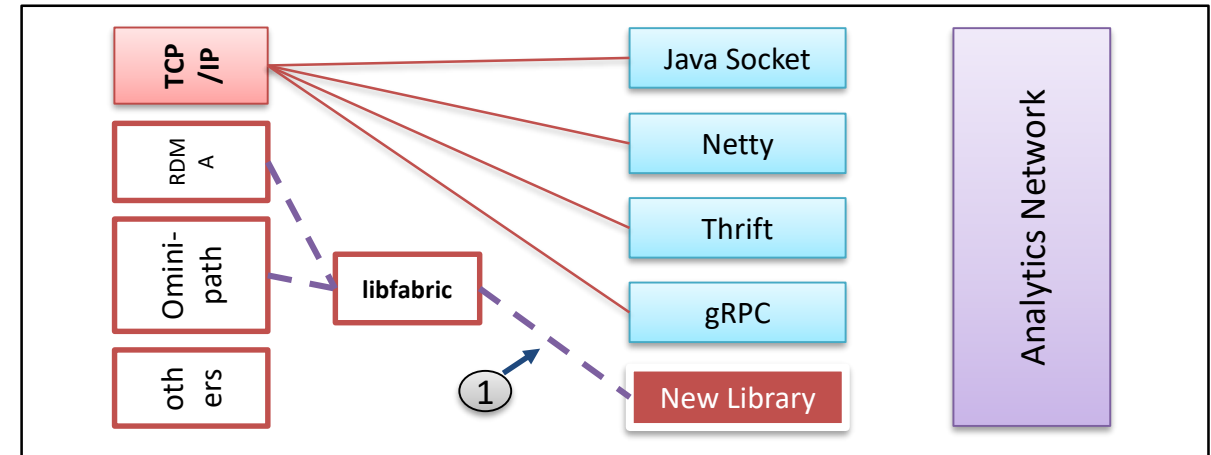 TCP
/IP
RDM
A
Omini-
path
oth
ers
libfabric
1
Java Socket
Netty
Thrift
gRPC
New Library
Analytics Network